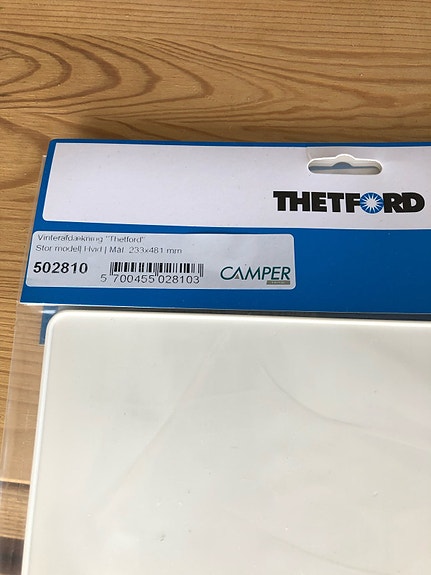 THETFORD
Vinterafdækning "Thetford"
Stor model| Hvid | Mål: 233x481 mm
502810
5 700455 028103
CAMPER